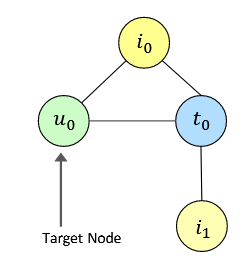 i₀
u₀
t₀
i₁
Target Node